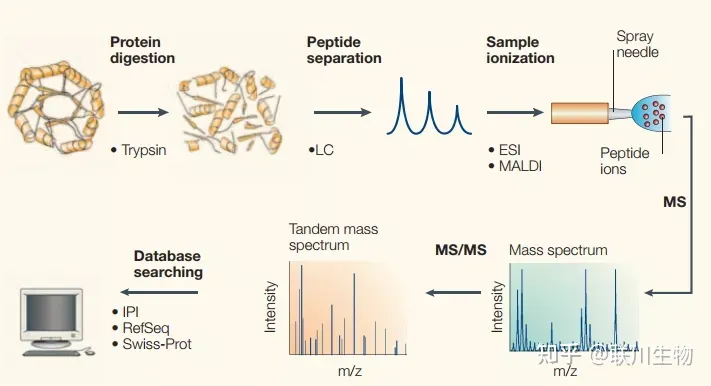 Protein
digestion
• Trypsin
Peptide
separation
•LC
Sample
ionization
• ESI
• MALDI
Spray
needle
Peptide
ions
MS
Mass spectrum
Intensity
m/z
MS/MS
Tandem mass
spectrum
Intensity
m/z
Database
searching
• IPI
• RefSeq
• Swiss-Prot
知乎 @联川生物